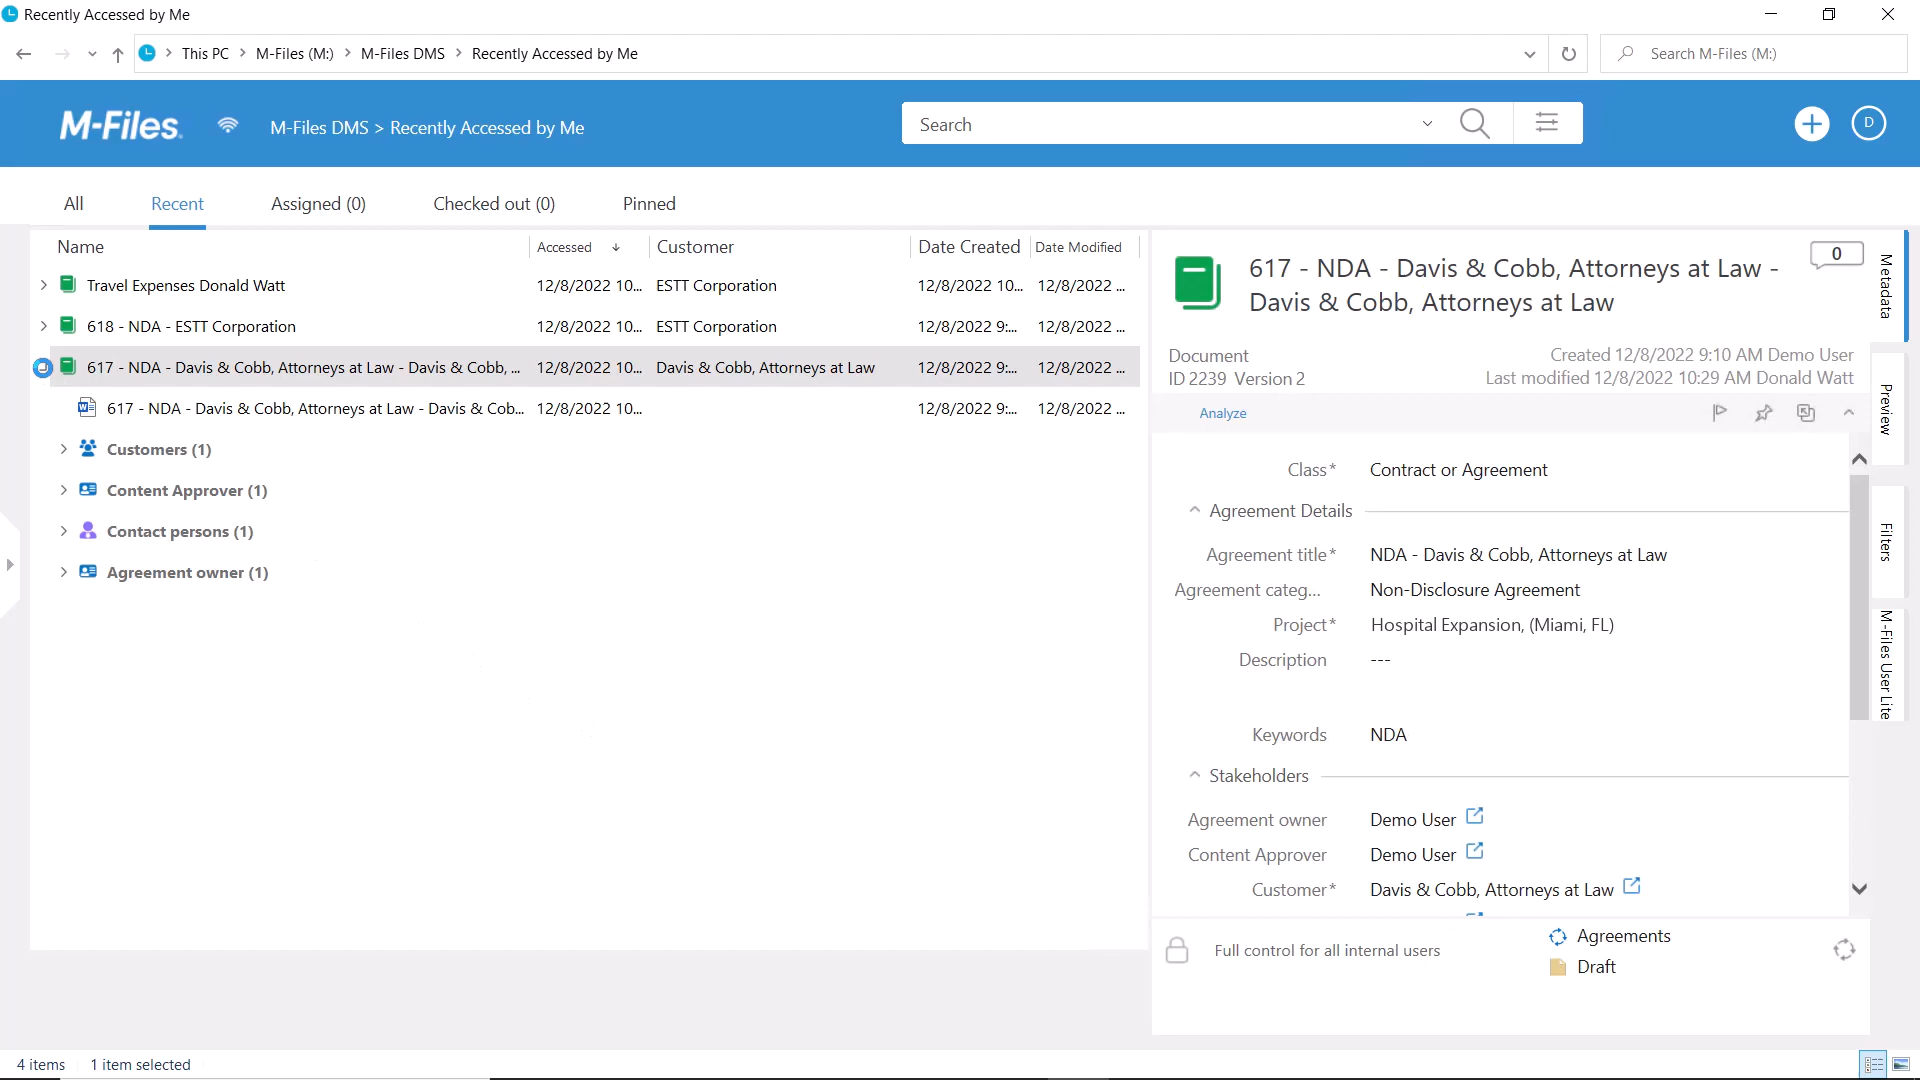 Recently Accessed by Me
This PC > M-Files (M:) > M-Files DMS > Recently Accessed by Me
Search M-Files (M:)
M-Files.
M-Files DMS > Recently Accessed by Me
Search
D
All
Recent
Assigned (0)
Checked out (0)
Pinned
Name
Accessed
Customer
Date Created
Date Modified
Travel Expenses Donald Watt 12/8/2022 10... ESTT Corporation 12/8/2022 10... 12/8/2022 ...
618 - NDA - ESTT Corporation 12/8/2022 10... ESTT Corporation 12/8/2022 9:... 12/8/2022 ...
617 - NDA - Davis & Cobb, Attorneys at Law - Davis & Cobb, ... 12/8/2022 10... Davis & Cobb, Attorneys at Law 12/8/2022 9:... 12/8/2022 ...
617 - NDA - Davis & Cobb, Attorneys at Law - Davis & Cob... 12/8/2022 10... 12/8/2022 9:... 12/8/2022 ...
Customers (1)
Content Approver (1)
Contact persons (1)
Agreement owner (1)
617 - NDA - Davis & Cobb, Attorneys at Law -
Davis & Cobb, Attorneys at Law
0
Document
ID 2239 Version 2
Created 12/8/2022 9:10 AM Demo User
Last modified 12/8/2022 10:29 AM Donald Watt
Analyze
Class* Contract or Agreement
Agreement Details
Agreement title* NDA - Davis & Cobb, Attorneys at Law
Agreement categ... Non-Disclosure Agreement
Project* Hospital Expansion, (Miami, FL)
Description ---
Keywords NDA
Stakeholders
Agreement owner Demo User
Content Approver Demo User
Customer* Davis & Cobb, Attorneys at Law
Full control for all internal users
Agreements
Draft
Metadata
Preview
Filters
M-Files User Lite
4 items 1 item selected